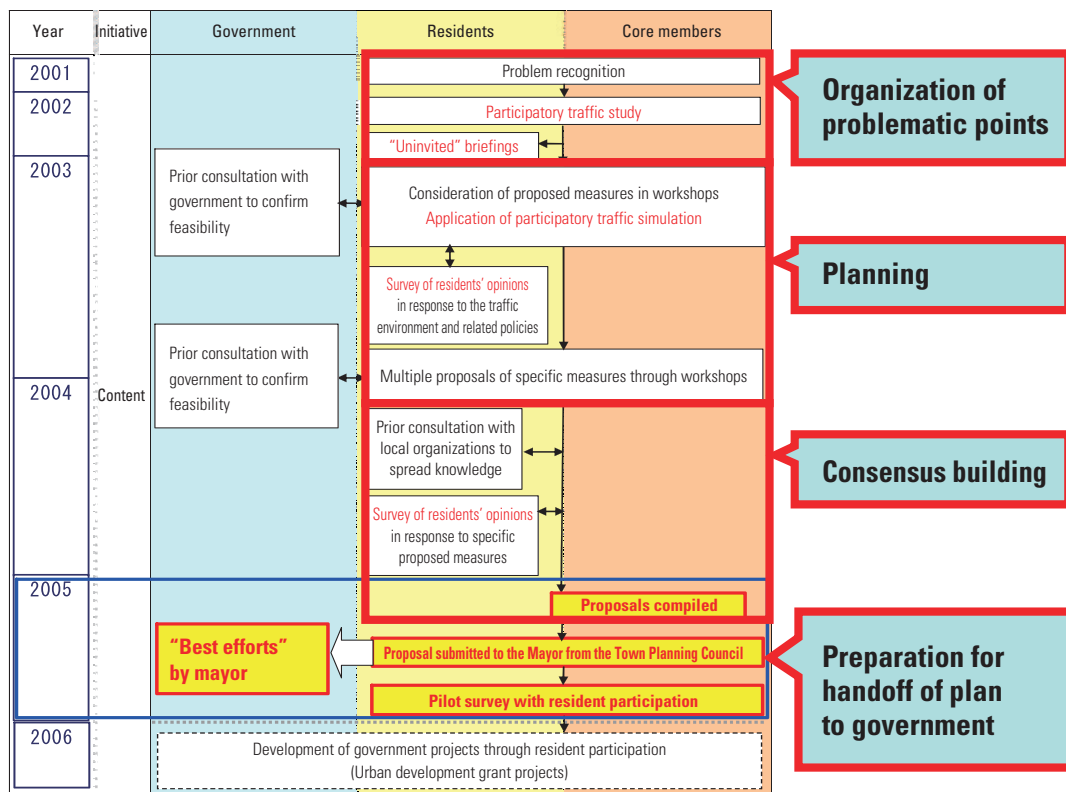 Year
Initiative
Government
Residents
Core members
2001
Problem recognition
Organization of
problematic points
2002
Participatory traffic study
"Uninvited" briefings
2003
Prior consultation with
government to confirm
feasibility
Consideration of proposed measures in workshops
Application of participatory traffic simulation
Planning
Survey of residents' opinions
in response to the traffic
environment and related policies
Prior consultation with
government to confirm
feasibility
Multiple proposals of specific measures through workshops
2004
Content
Prior consultation with
local organizations to
spread knowledge
Consensus building
Survey of residents' opinions
in response to specific
proposed measures
2005
Proposals compiled
"Best efforts"
by mayor
Proposal submitted to the Mayor from the Town Planning Council
Pilot survey with resident participation
Preparation for
handoff of plan
to government
2006
Development of government projects through resident participation
(Urban development grant projects)